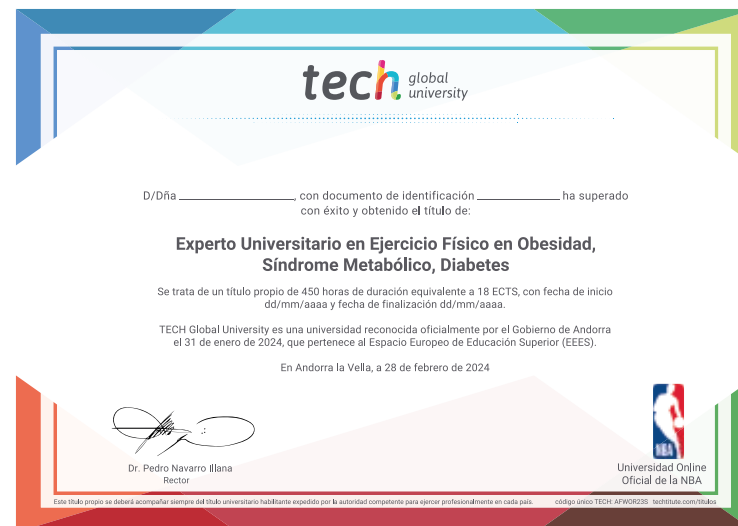 tech global university
D/Dña ____________________, con documento de identificación ______________ ha superado
con éxito y obtenido el título de:
Experto Universitario en Ejercicio Físico en Obesidad,
Síndrome Metabólico, Diabetes
Se trata de un título propio de 450 horas de duración equivalente a 18 ECTS, con fecha de inicio
dd/mm/aaaa y fecha de finalización dd/mm/aaaa.
TECH Global University es una universidad reconocida oficialmente por el Gobierno de Andorra
el 31 de enero de 2024, que pertenece al Espacio Europeo de Educación Superior (EEES).
En Andorra la Vella, a 28 de febrero de 2024
Dr. Pedro Navarro Illana
Rector
NBA
Universidad Online
Oficial de la NBA
Este título propio se deberá acompañar siempre del título universitario habilitante expedido por la autoridad competente para ejercer profesionalmente en cada país. código único TECH: AFWOR23S techtitute.com/titulos